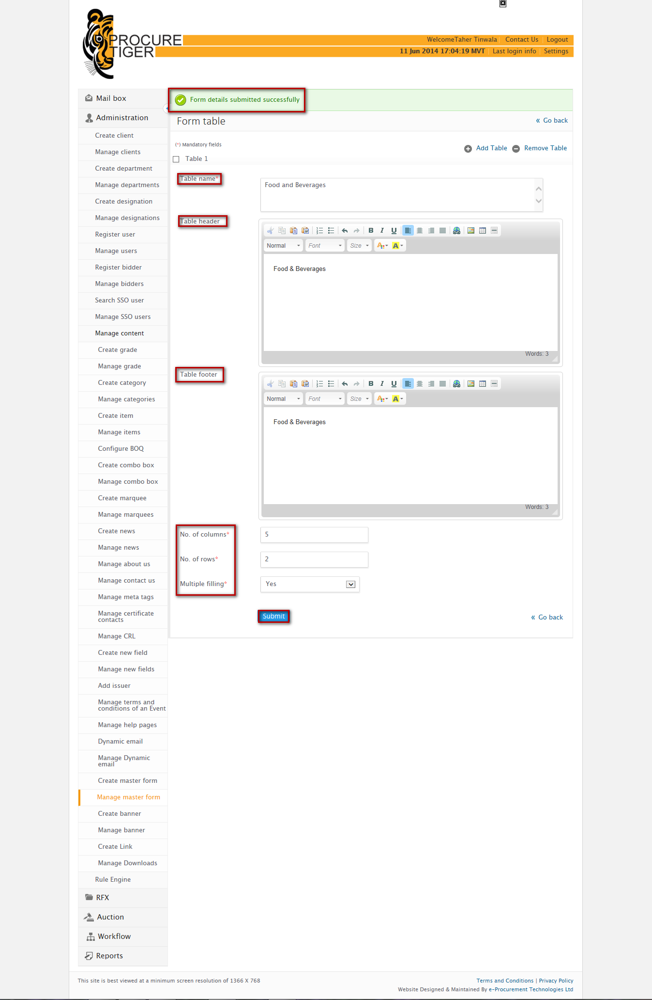 PROCURE
TIGER
WelcomeTaher Tinwala Contact Us Logout
11 Jun 2014 17:04:19 MVT Last login info Settings
Mail box
Administration
Create client
Manage clients
Create department
Manage departments
Create designation
Manage designations
Register user
Manage users
Register bidder
Manage bidders
Search SSO user
Manage SSO users
Manage content
Create grade
Manage grade
Create category
Manage categories
Create item
Manage items
Configure BOQ
Create combo box
Manage combo box
Create marquee
Manage marquees
Create news
Manage news
Manage about us
Manage contact us
Manage meta tags
Manage certificate
contacts
Manage CRL
Create new field
Manage new fields
Add issuer
Manage terms and
conditions of an Event
Manage help pages
Dynamic email
Manage Dynamic
email
Create master form
Manage master form
Create banner
Manage banner
Create Link
Manage Downloads
Rule Engine
RFX
Auction
Workflow
Reports
Form details submitted successfully
Form table
« Go back
(*) Mandatory fields
Add Table Remove Table
Table 1
Table name*
Food and Beverages
Table header
B I U
Normal Font Size A A
Food & Beverages
Words: 3
Table footer
B I U
Normal Font Size A A
Food & Beverages
Words: 3
No. of columns* 5
No. of rows* 2
Multiple filling* Yes
Submit
« Go back
This site is best viewed at a minimum screen resolution of 1366 X 768
Terms and Conditions | Privacy Policy
Website Designed & Maintained By e-Procurement Technologies Ltd